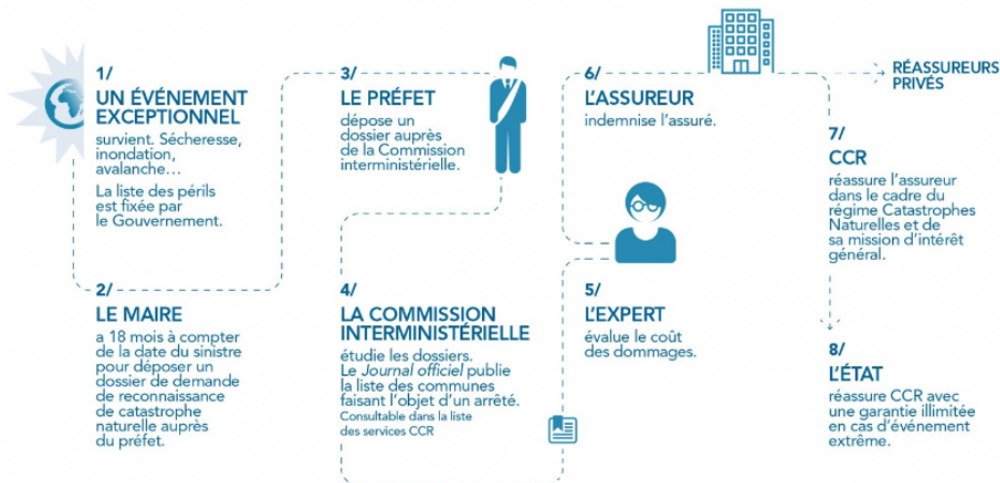 1/
UN ÉVÉNEMENT
EXCEPTIONNEL
survient. Sécheresse,
inondation,
avalanche…
La liste des périls
est fixée par
le Gouvernement.
2/
LE MAIRE
a 18 mois à compter
de la date du sinistre
pour déposer un
dossier de demande
de reconnaissance
de catastrophe
naturelle auprès
du préfet.
3/
LE PRÉFET
dépose un
dossier auprès
de la Commission
interministérielle.
4/
LA COMMISSION
INTERMINISTÉRIELLE
étudie les dossiers.
Le Journal officiel publie
la liste des communes
faisant l’objet d’un arrêté.
Consultable dans la liste
des services CCR
5/
L’EXPERT
évalue le coût
des dommages.
6/
L’ASSUREUR
indemnise l’assuré.
RÉASSUREURS
PRIVÉS
7/
CCR
réassure l’assureur
dans le cadre du
régime Catastrophes
Naturelles et de
sa mission d’intérêt
général.
8/
L’ÉTAT
réassure CCR avec
une garantie illimitée
en cas d’événement
extrême.